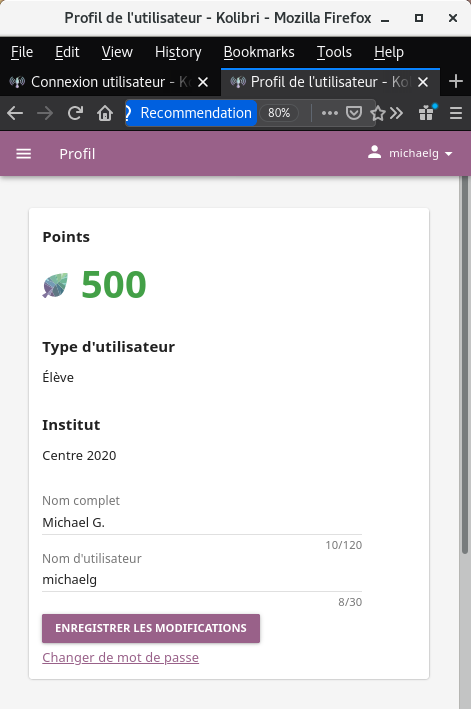 Profil de l'utilisateur - Kolibri - Mozilla Firefox
File Edit View History Bookmarks Tools Help
Connexion utilisateur - K
Profil de l'utilisateur - Kol
Recommendation 80%
Profil
michaelg
Points
500
Type d'utilisateur
Élève
Institut
Centre 2020
Nom complet
Michael G.
10/120
Nom d'utilisateur
michaelg
8/30
ENREGISTRER LES MODIFICATIONS
Changer de mot de passe